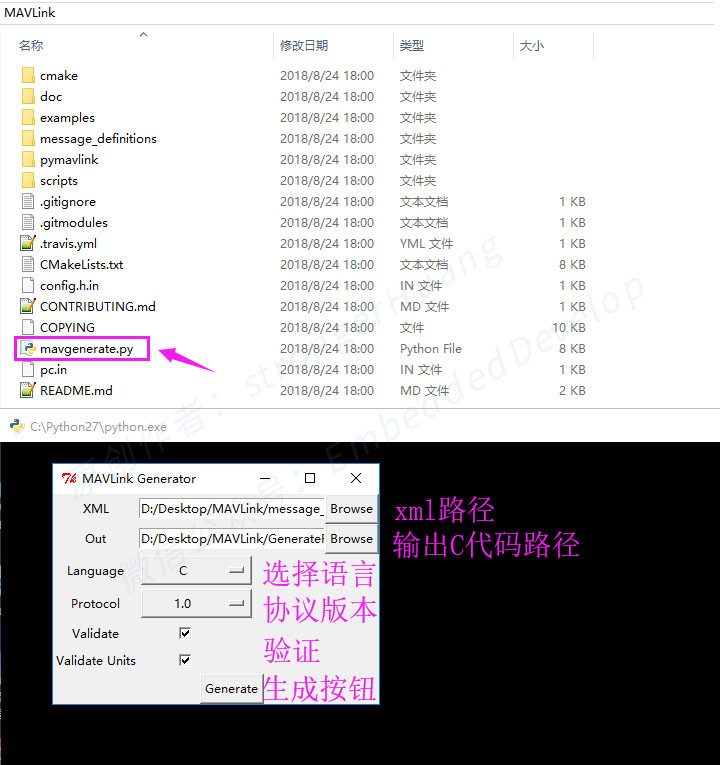 MAVLink
名称 修改日期 类型 大小
cmake 2018/8/24 18:00 文件夹
doc 2018/8/24 18:00 文件夹
examples 2018/8/24 18:00 文件夹
message_definitions 2018/8/24 18:00 文件夹
pymavlink 2018/8/24 18:00 文件夹
scripts 2018/8/24 18:00 文件夹
.gitignore 2018/8/24 18:00 文本文档 1 KB
.gitmodules 2018/8/24 18:00 文本文档 1 KB
.travis.yml 2018/8/24 18:00 YML 文件 1 KB
CMakeLists.txt 2018/8/24 18:00 文本文档 8 KB
config.h.in 2018/8/24 18:00 IN 文件 1 KB
CONTRIBUTING.md 2018/8/24 18:00 MD 文件 1 KB
COPYING 2018/8/24 18:00 文件 10 KB
mavgenerate.py 2018/8/24 18:00 Python File 8 KB
pc.in 2018/8/24 18:00 IN 文件 1 KB
README.md 2018/8/24 18:00 MD 文件 2 KB
C:\Python27\python.exe
MAVLink Generator
XML D:/Desktop/MAVLink/message_ Browse xml路径
Out D:/Desktop/MAVLink/Generate Browse 输出C代码路径
Language C 选择语言
Protocol 1.0 协议版本
Validate 验证
Validate Units
Generate 生成按钮
微信公众号：EmbeddedDevelop